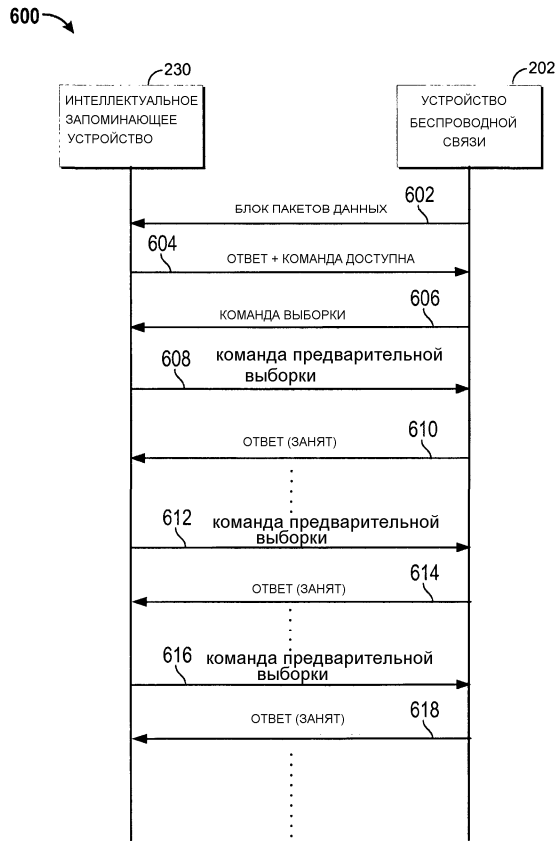 600
230
202
ИНТЕЛЛЕКТУАЛЬНОЕ
ЗАПОМИНАЮЩЕЕ
УСТРОЙСТВО
УСТРОЙСТВО
БЕСПРОВОДНОЙ
СВЯЗИ
БЛОК ПАКЕТОВ ДАННЫХ
602
604
ОТВЕТ + КОМАНДА ДОСТУПНА
КОМАНДА ВЫБОРКИ
606
608
команда предварительной
выборки
ОТВЕТ (ЗАНЯТ)
610
612
команда предварительной
выборки
ОТВЕТ (ЗАНЯТ)
614
616
команда предварительной
выборки
ОТВЕТ (ЗАНЯТ)
618